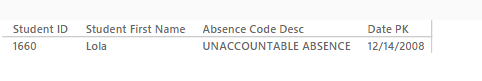 Student ID Student First Name Absence Code Desc Date PK
1660 Lola UNACCOUNTABLE ABSENCE 12/14/2008